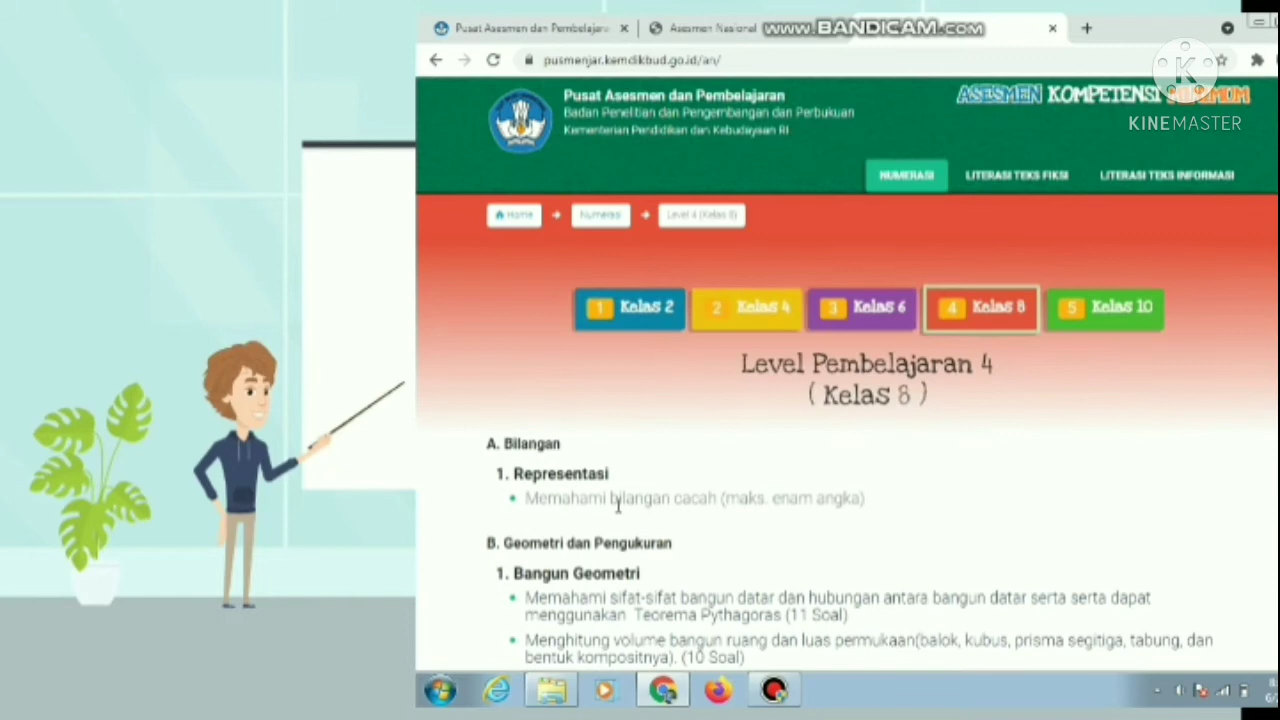 Pusat Asesmen dan Pembelajaran
Asesmen Nasional
www.BANDICAM.com
pusmenjar.kemdikbud.go.id/an/
Pusat Asesmen dan Pembelajaran
Badan Penelitian dan Pengembangan dan Perbukuan
Kementerian Pendidikan dan Kebudayaan RI
ASESMEN KOMPETENSI MINIMUM
K
KINEMASTER
NUMERASI LITERASI TEKS FIKSI LITERASI TEKS INFORMASI
Home Numerasi Level 4 (Kelas 8)
1 Kelas 2 2 Kelas 4 3 Kelas 6 4 Kelas 8 5 Kelas 10
Level Pembelajaran 4
( Kelas 8 )
A. Bilangan
1. Representasi
Memahami bilangan cacah (maks. enam angka)
B. Geometri dan Pengukuran
1. Bangun Geometri
Memahami sifat-sifat bangun datar dan hubungan antara bangun datar serta serta dapat
menggunakan Teorema Pythagoras (11 Soal)
Menghitung volume bangun ruang dan luas permukaan(balok, kubus, prisma segitiga, tabung, dan
bentuk kompositnya). (10 Soal)